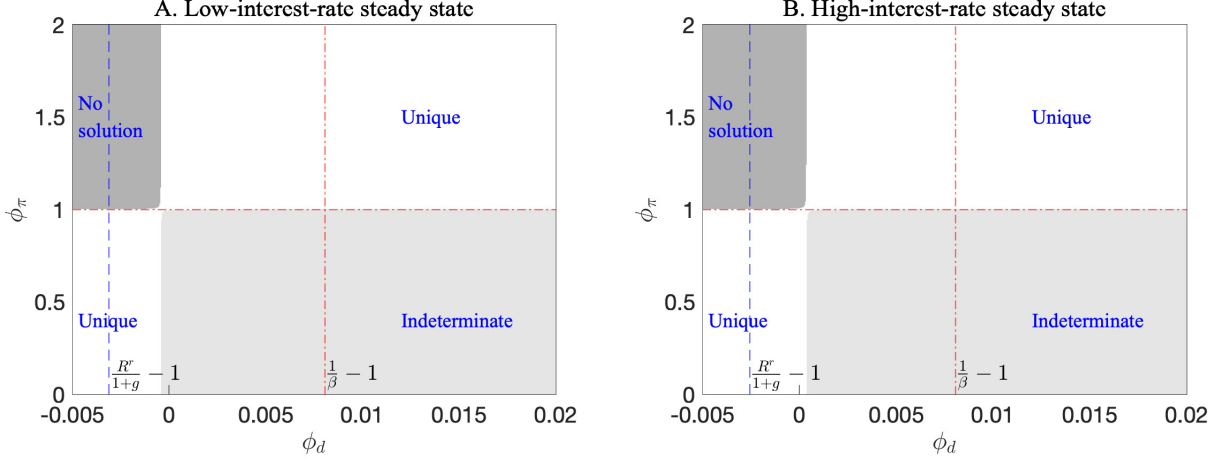 A. Low-interest-rate steady state
2
1.5
1
0.5
0
ϕπ
No
solution
Unique
Unique
Indeterminate
R^r/(1+g) − 1
1/β − 1
-0.005
0
0.005
0.01
0.015
0.02
ϕd
B. High-interest-rate steady state
2
1.5
1
0.5
0
ϕπ
No
solution
Unique
Unique
Indeterminate
R^r/(1+g) − 1
1/β − 1
-0.005
0
0.005
0.01
0.015
0.02
ϕd